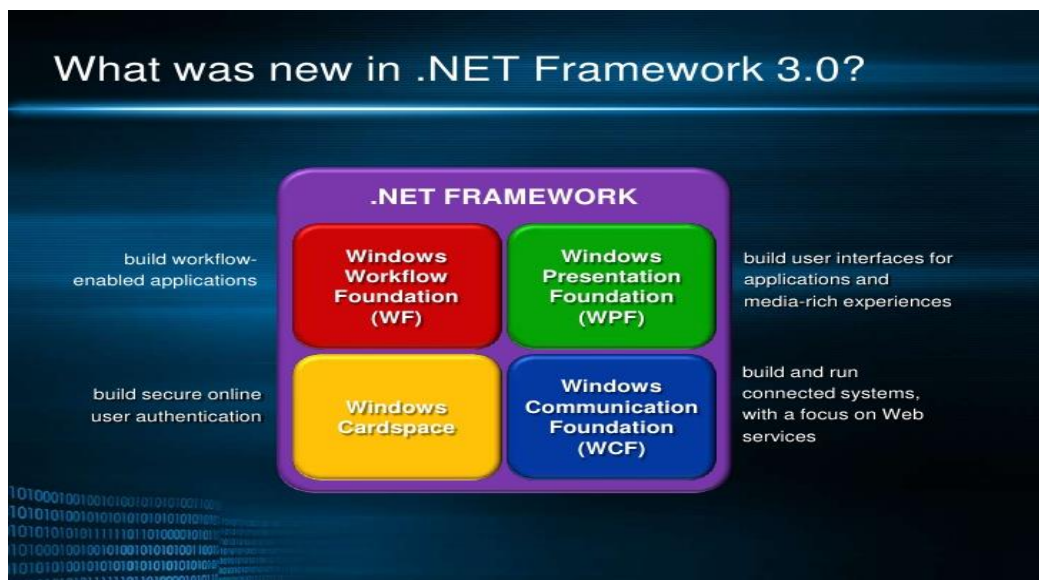 What was new in .NET Framework 3.0?
.NET FRAMEWORK
build workflow-
enabled applications
Windows
Workflow
Foundation
(WF)
Windows
Presentation
Foundation
(WPF)
build user interfaces for
applications and
media-rich experiences
build secure online
user authentication
Windows
Cardspace
Windows
Communication
Foundation
(WCF)
build and run
connected systems,
with a focus on Web
services